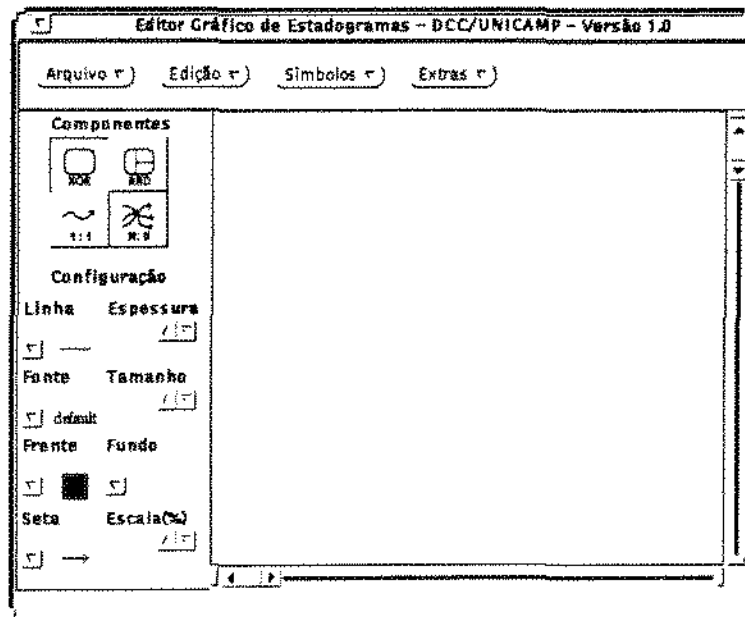 Editor Gráfico de Estadogramas - DCC/UNICAMP - Versão 1.0
Arquivo Edição Símbolos Extras
Componentes
XOR AND
1:1 M:N
Configuração
Linha Espessura
Fonte Tamanho
default
Frente Fundo
Seta Escala(%)